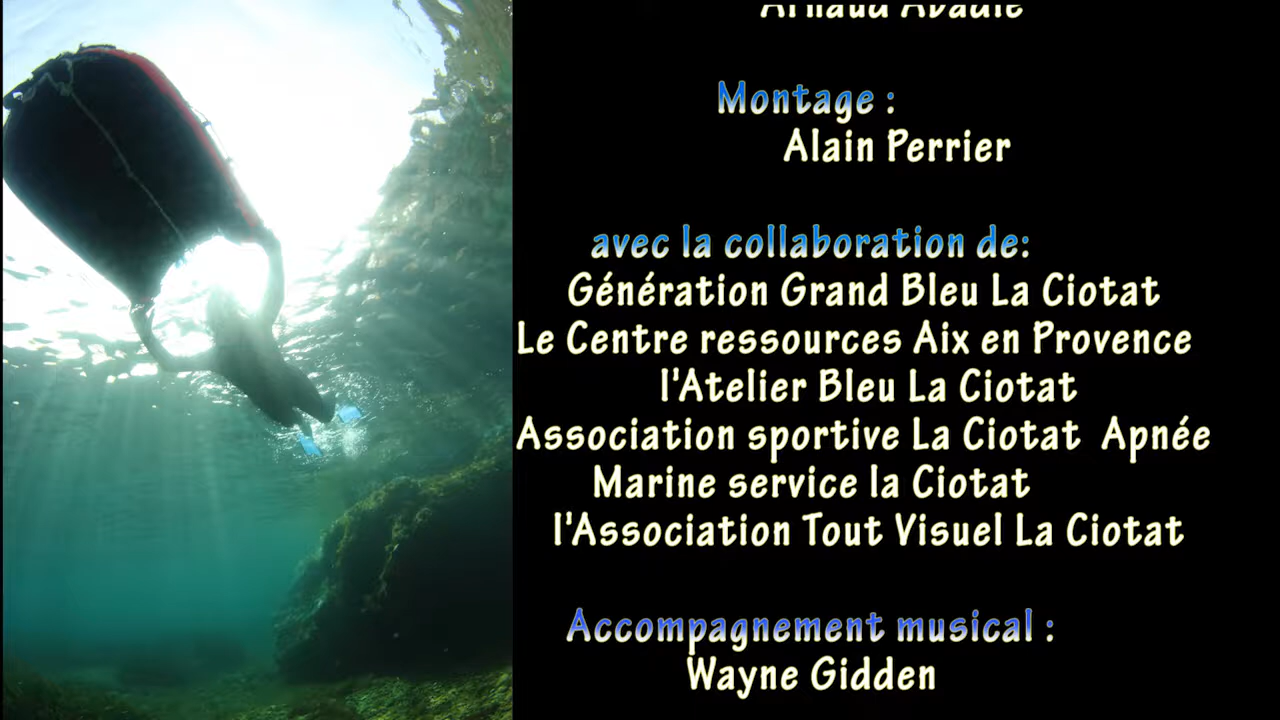 Arnaud Abadie
Montage :
Alain Perrier
avec la collaboration de:
Génération Grand Bleu La Ciotat
Le Centre ressources Aix en Provence
l'Atelier Bleu La Ciotat
Association sportive La Ciotat Apnée
Marine service la Ciotat
l'Association Tout Visuel La Ciotat
Accompagnement musical :
Wayne Gidden